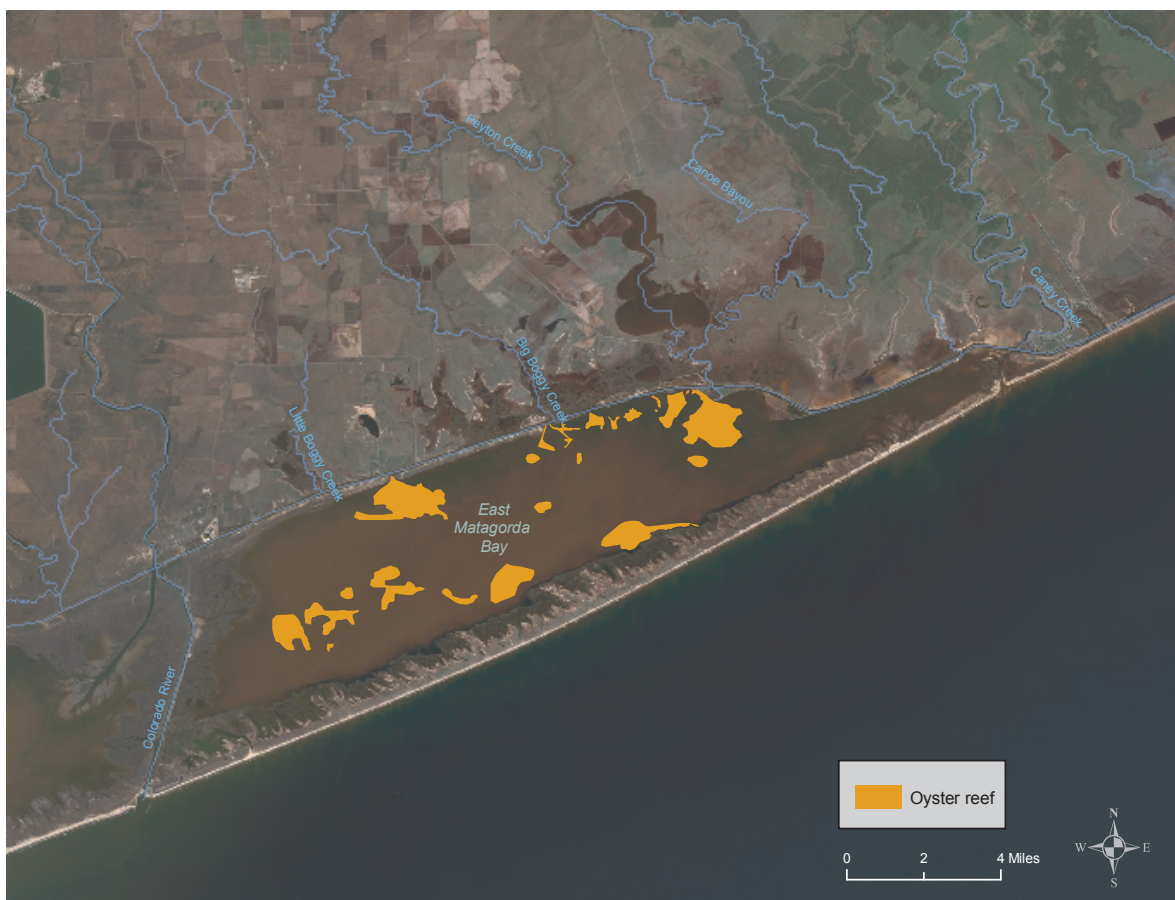 Peyton Creek
Canoe Bayou
Caney Creek
Big Boggy Creek
Little Boggy Creek
East
Matagorda
Bay
Colorado River
Oyster reef
N
W
E
S
0
2
4 Miles